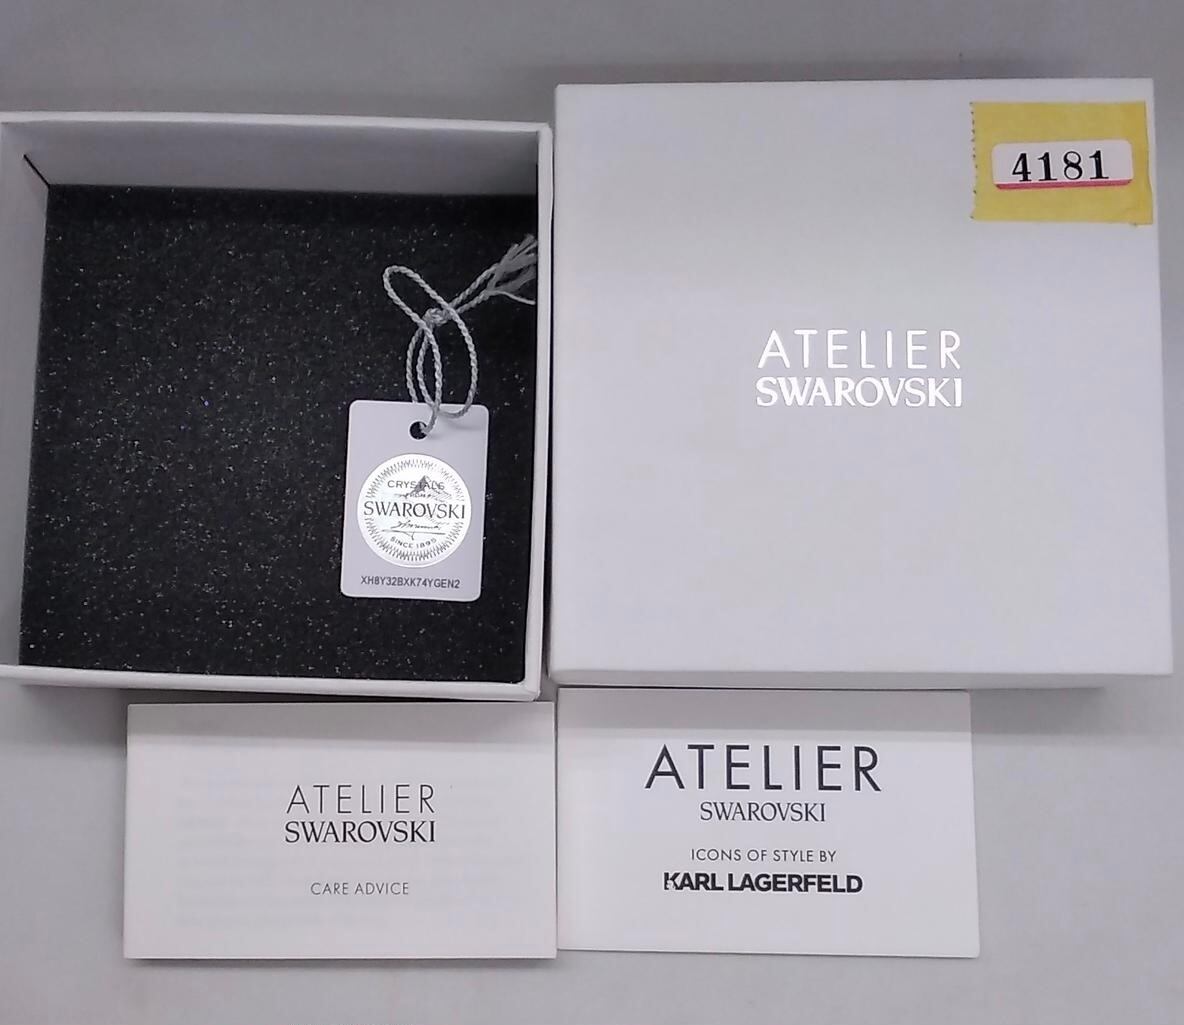 4181
ATELIER
SWAROVSKI
CRYSTALS
FROM
SWAROVSKI
SINCE 1895
XH8Y32BXK74YGEN2
ATELIER
SWAROVSKI
CARE ADVICE
ATELIER
SWAROVSKI
ICONS OF STYLE BY
KARL LAGERFELD